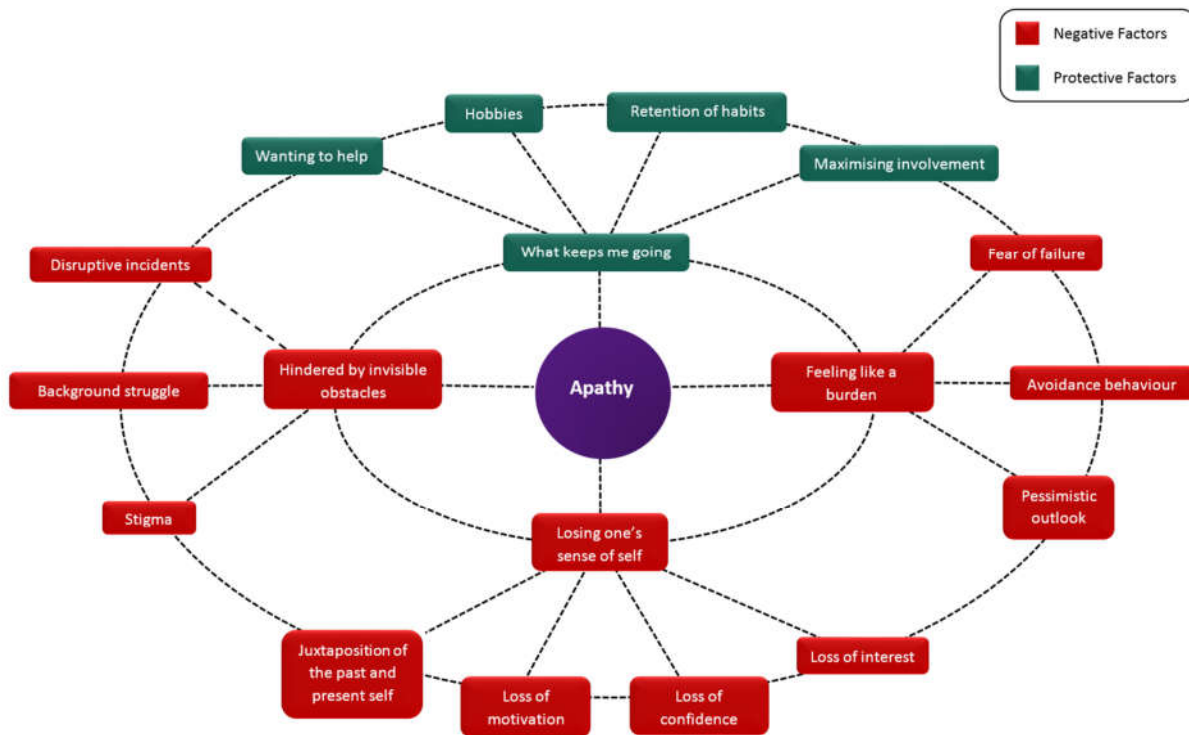 Negative Factors
Protective Factors
Hobbies
Retention of habits
Wanting to help
Maximising involvement
What keeps me going
Disruptive incidents
Fear of failure
Hindered by invisible
obstacles
Apathy
Feeling like a
burden
Background struggle
Avoidance behaviour
Stigma
Pessimistic
outlook
Losing one’s
sense of self
Juxtaposition of
the past and
present self
Loss of
motivation
Loss of
confidence
Loss of interest